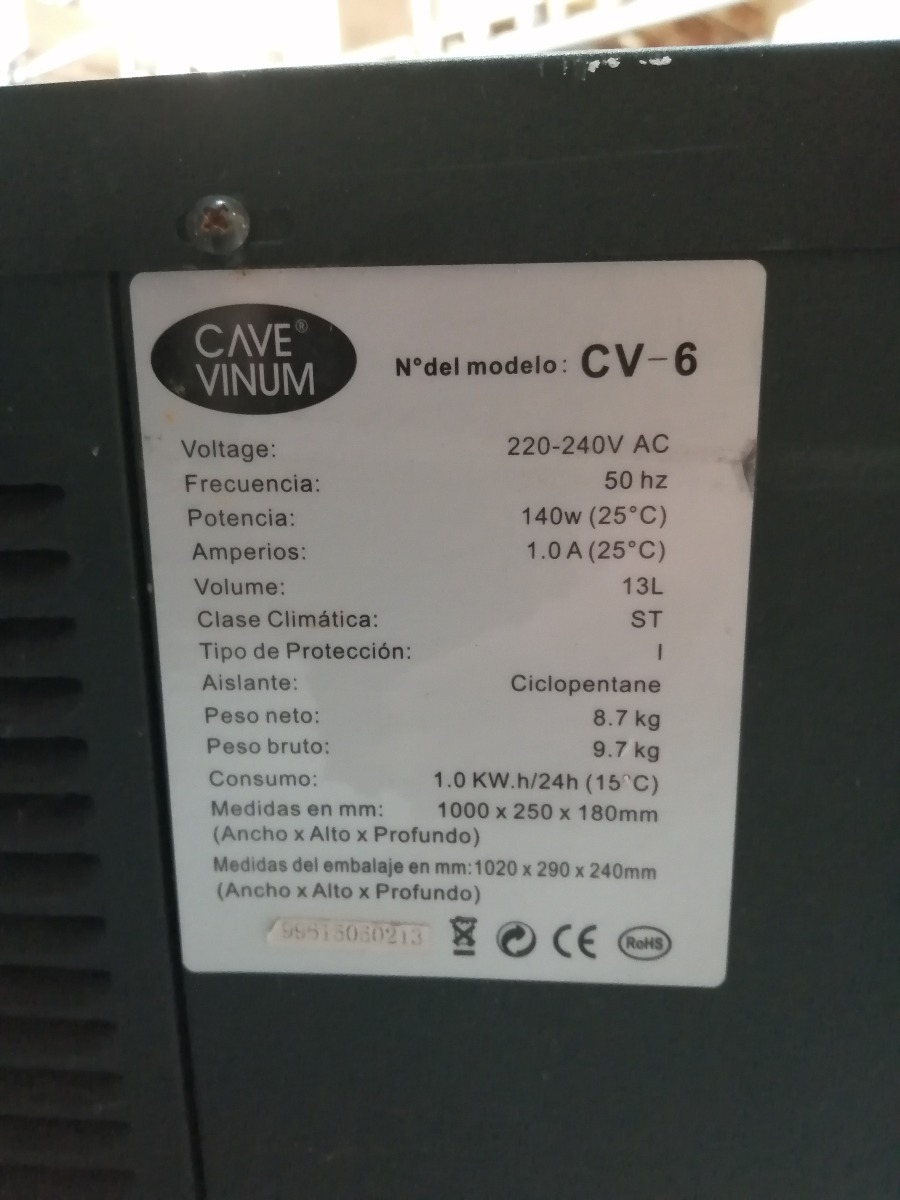 CAVE®
VINUM
N°del modelo: CV-6
Voltage: 220-240V AC
Frecuencia: 50 hz
Potencia: 140w (25°C)
Amperios: 1.0 A (25°C)
Volume: 13L
Clase Climática: ST
Tipo de Protección: I
Aislante: Ciclopentane
Peso neto: 8.7 kg
Peso bruto: 9.7 kg
Consumo: 1.0 KW.h/24h (15°C)
Medidas en mm: 1000 x 250 x 180mm
(Ancho x Alto x Profundo)
Medidas del embalaje en mm:1020 x 290 x 240mm
(Ancho x Alto x Profundo)
CE RoHS